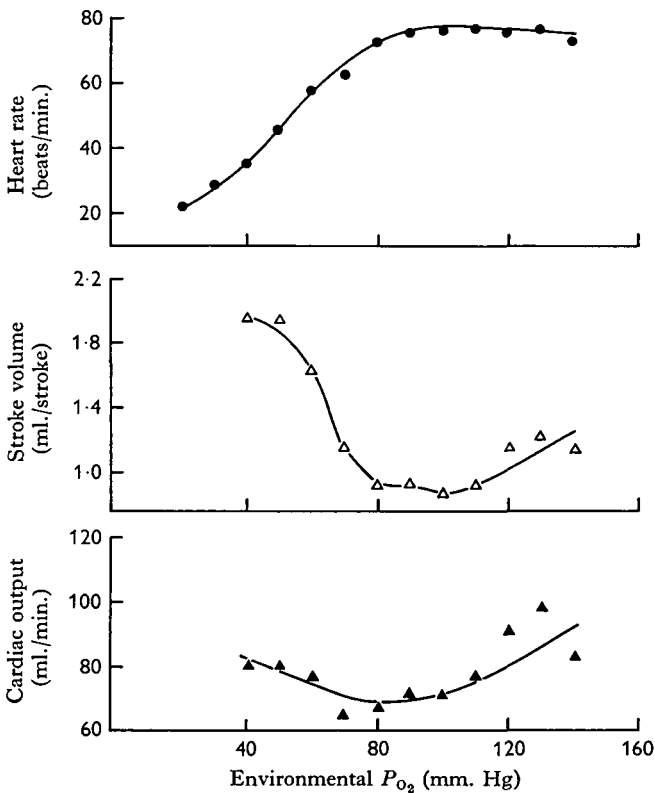 80
60
40
20
Heart rate
(beats/min.)
2·2
1·8
1·4
1·0
Stroke volume
(ml./stroke)
120
100
80
60
Cardiac output
(ml./min.)
40
80
120
160
Environmental P_O₂ (mm. Hg)